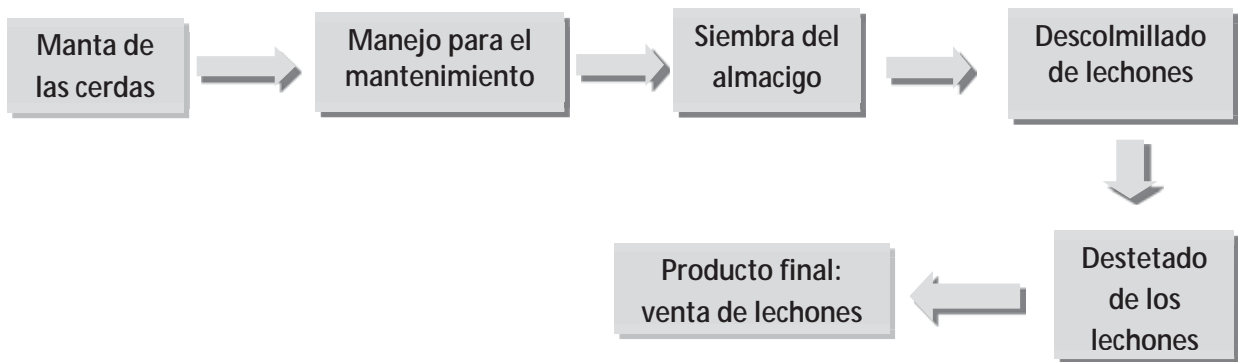 Manta de
las cerdas
Manejo para el
mantenimiento
Siembra del
almacigo
Descolmillado
de lechones
Destetado
de los
lechones
Producto final:
venta de lechones